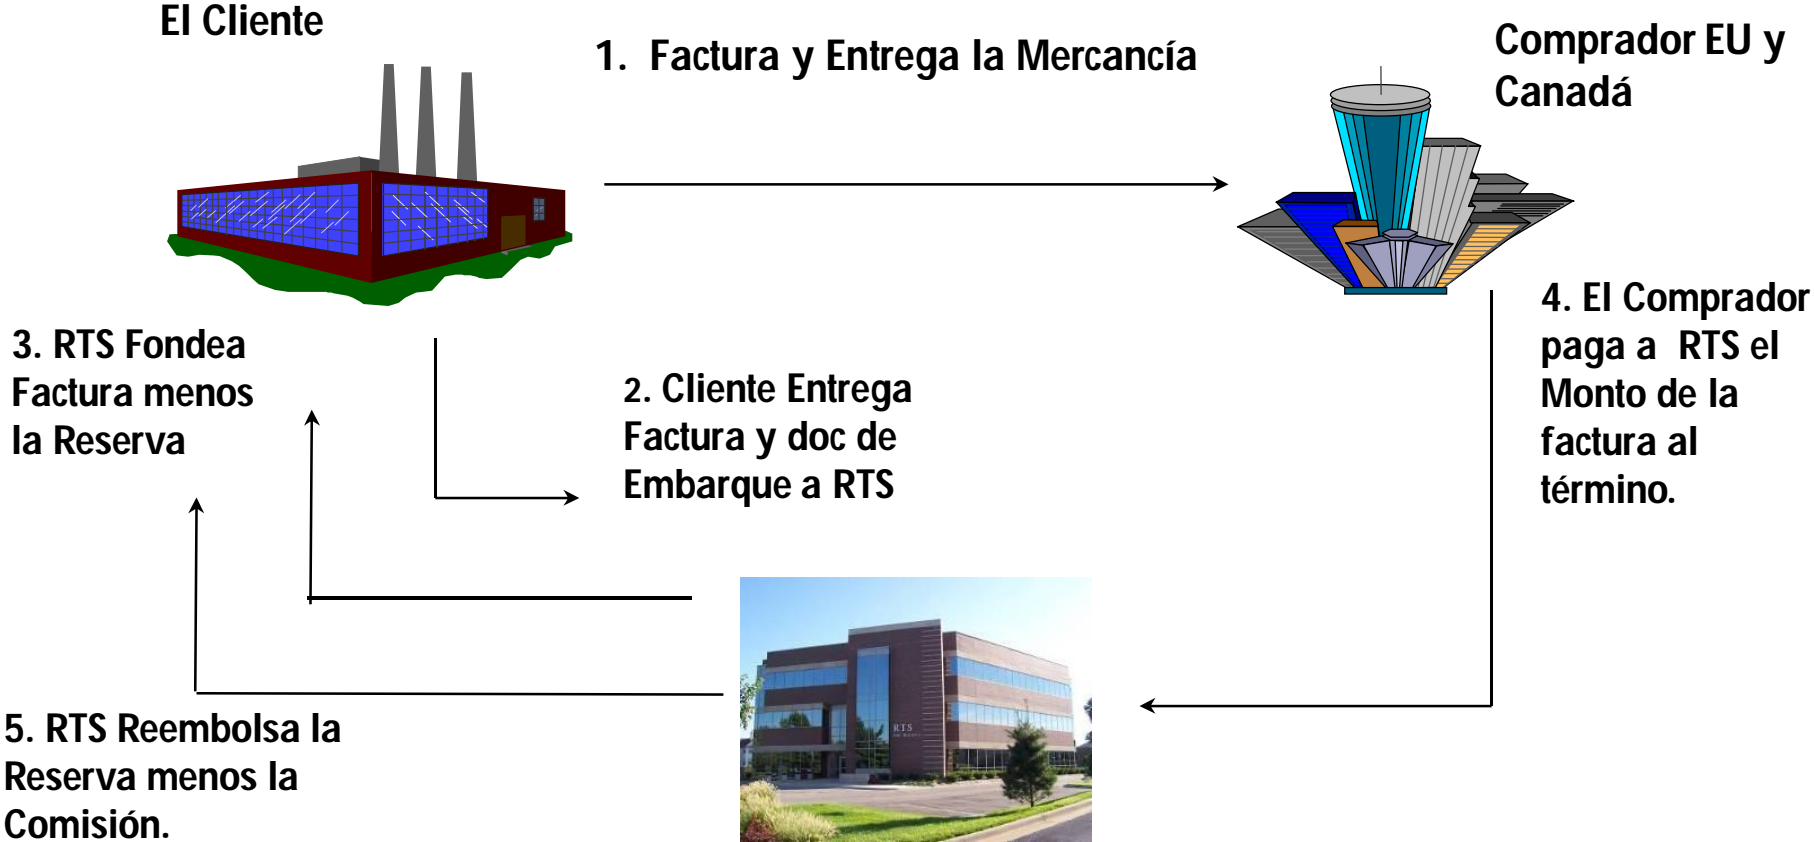 El Cliente
1. Factura y Entrega la Mercancía
Comprador EU y
Canadá
3. RTS Fondea
Factura menos
la Reserva
2. Cliente Entrega
Factura y doc de
Embarque a RTS
4. El Comprador
paga a RTS el
Monto de la
factura al
término.
RTS
5. RTS Reembolsa la
Reserva menos la
Comisión.